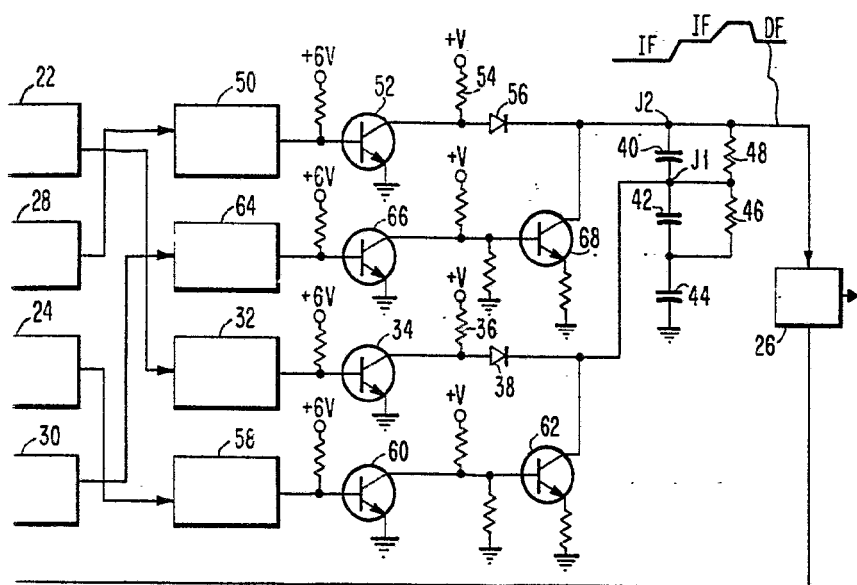 IF IF DF
22 50 +6V 52 +V 54 56 J2
40 48
J1
28 64 +6V 66 +V 68 42 46
24 32 +6V 34 +V 36 38 44 26
30 58 +6V 60 +V 62